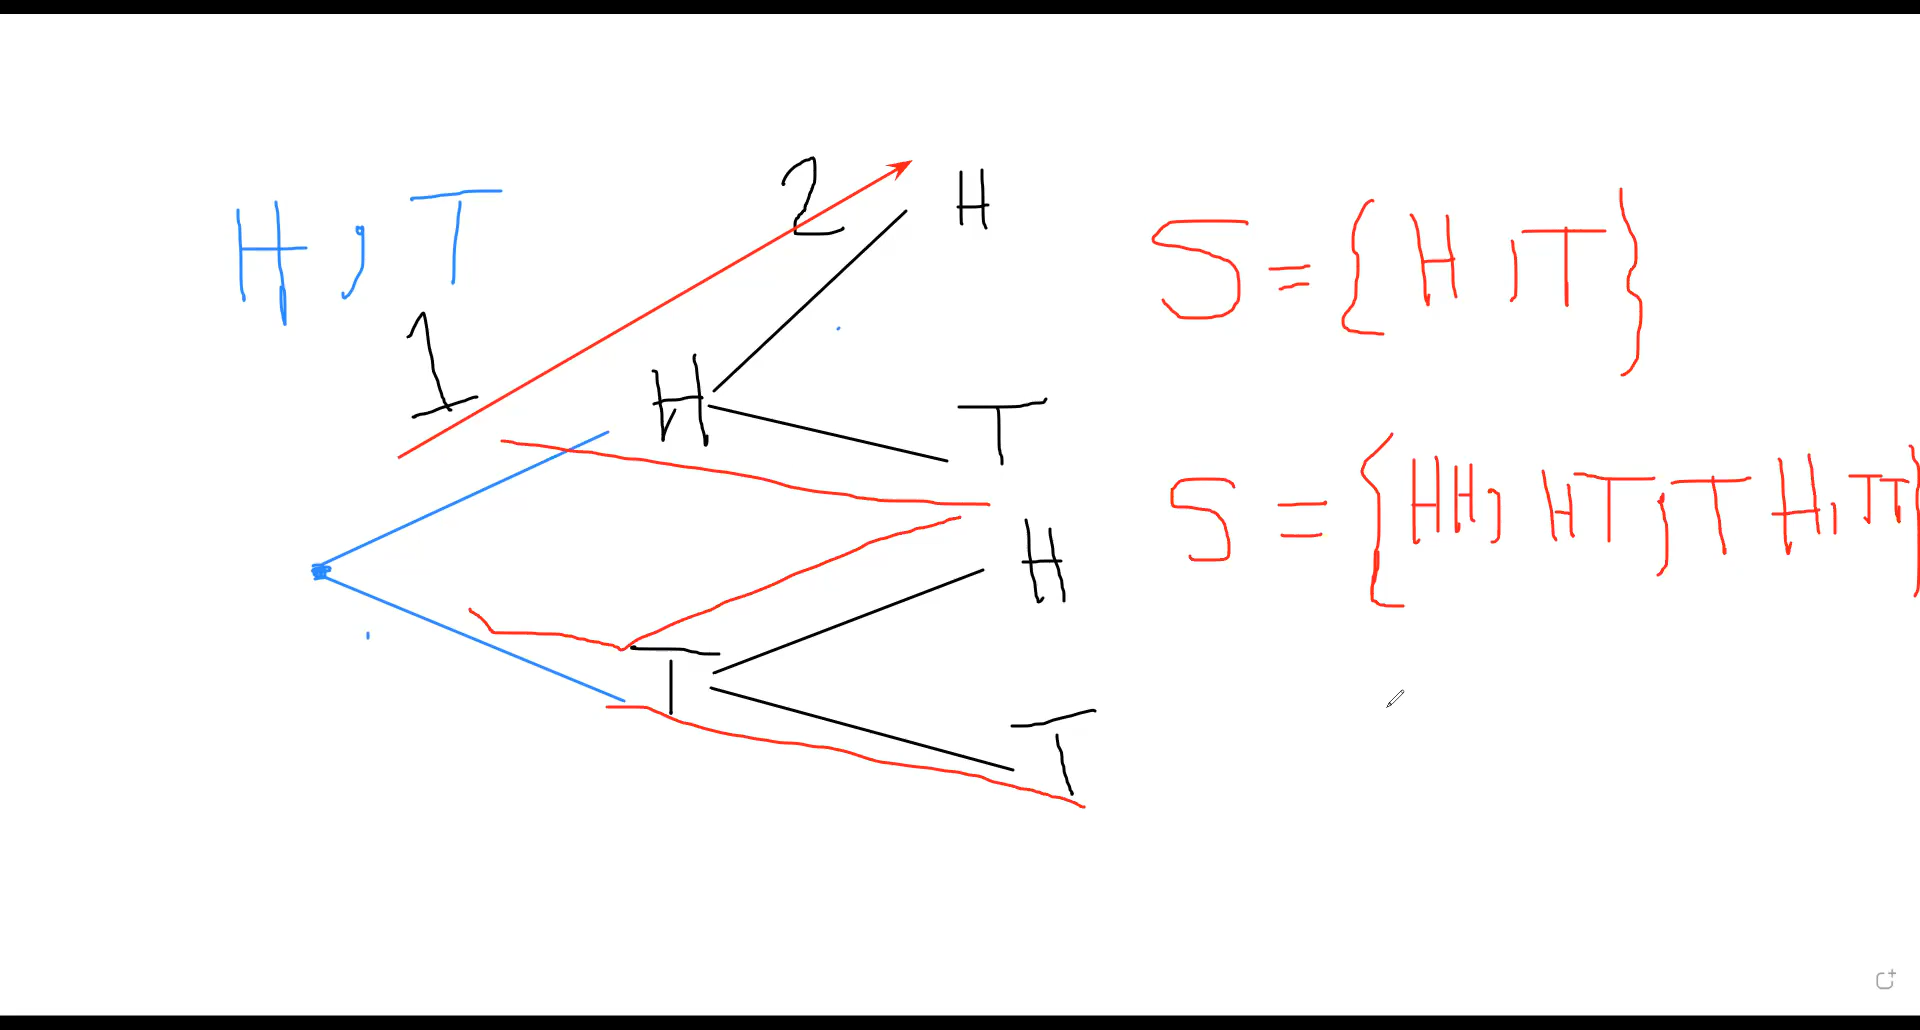 H, T
1
2
H
T
H
T
H
T
S = {H, T}
S = {HH, HT, TH, TT}